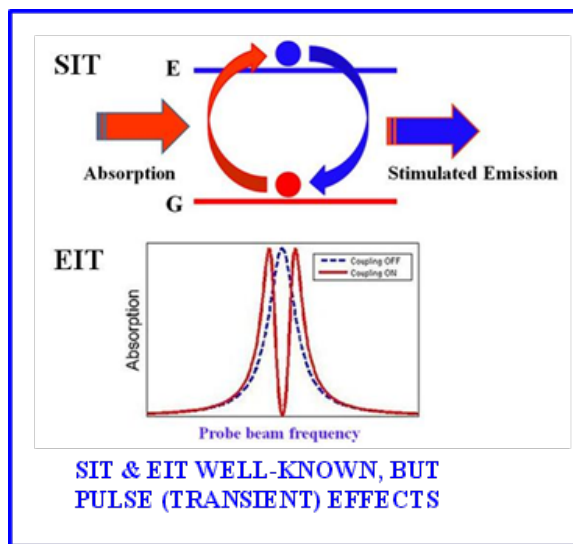 SIT
E
Absorption
Stimulated Emission
G
EIT
Coupling OFF
Coupling ON
Absorption
Probe beam frequency
SIT & EIT WELL-KNOWN, BUT
PULSE (TRANSIENT) EFFECTS